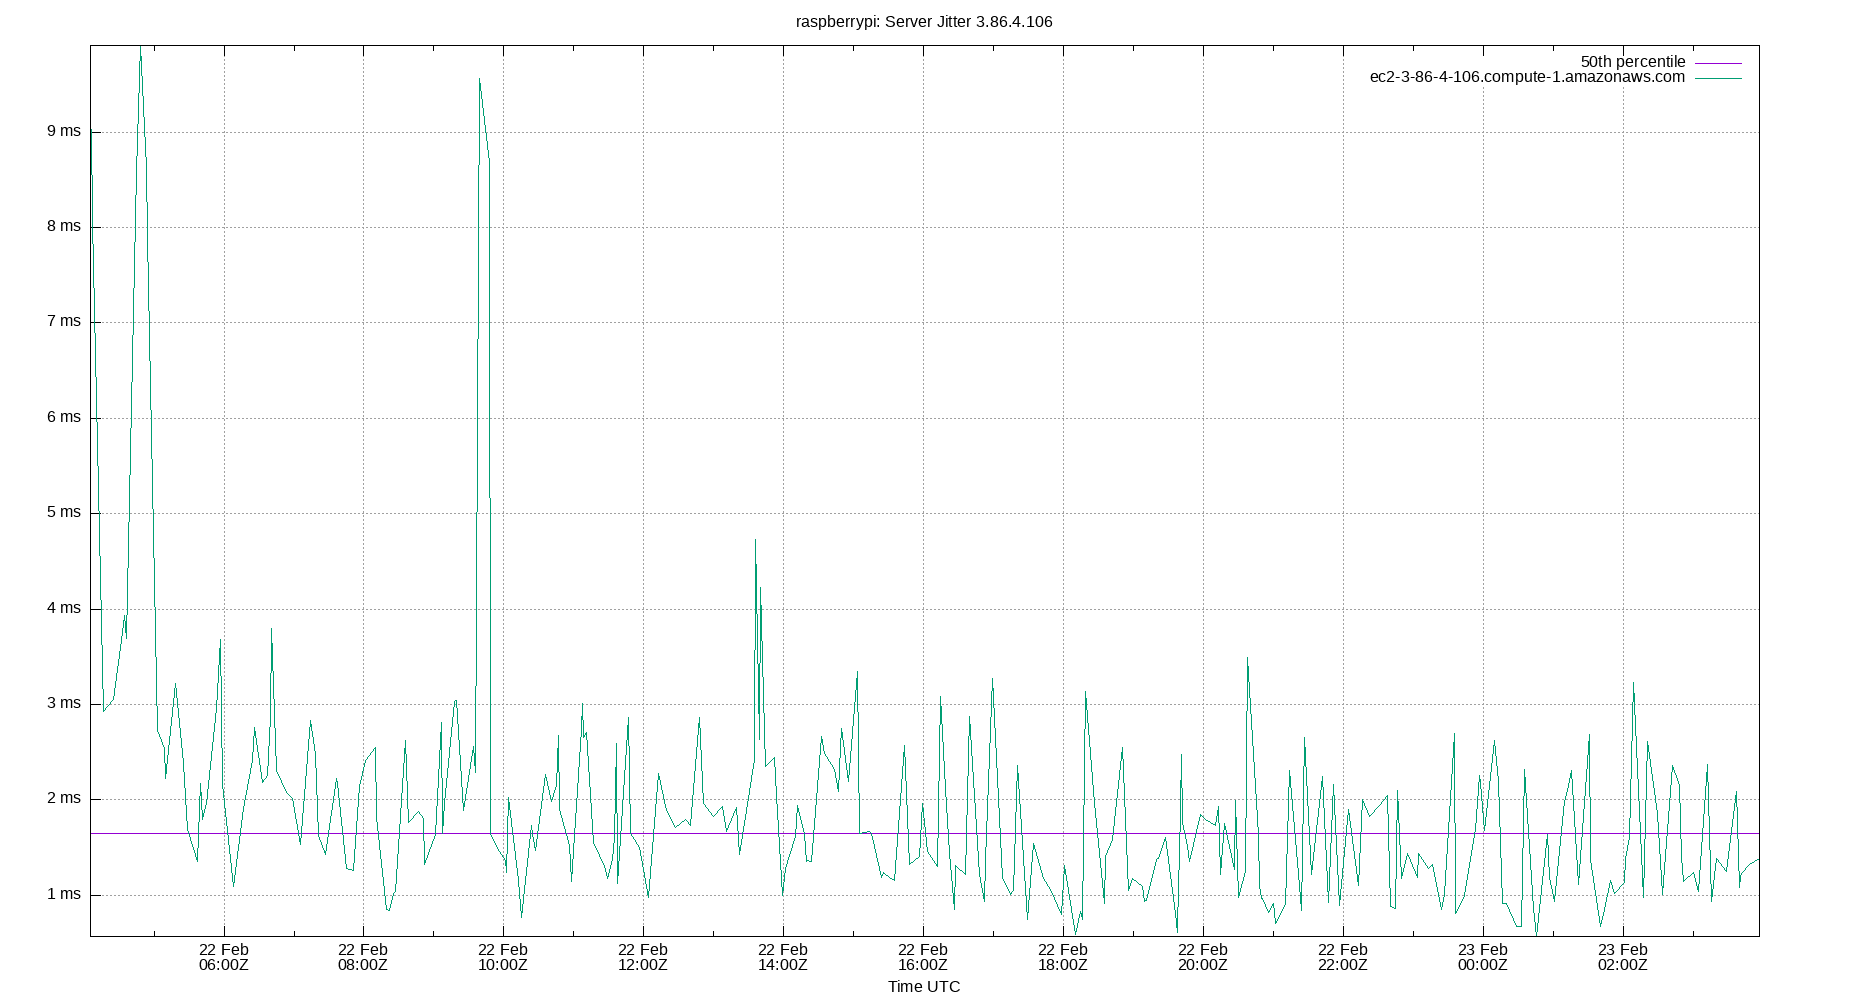 raspberrypi: Server Jitter 3.86.4.106
50th percentile
ec2-3-86-4-106.compute-1.amazonaws.com
9 ms
8 ms
7 ms
6 ms
5 ms
4 ms
3 ms
2 ms
1 ms
22 Feb 22 Feb 22 Feb 22 Feb 22 Feb 22 Feb 22 Feb 22 Feb 22 Feb 23 Feb 23 Feb
06:00Z 08:00Z 10:00Z 12:00Z 14:00Z 16:00Z 18:00Z 20:00Z 22:00Z 00:00Z 02:00Z
Time UTC